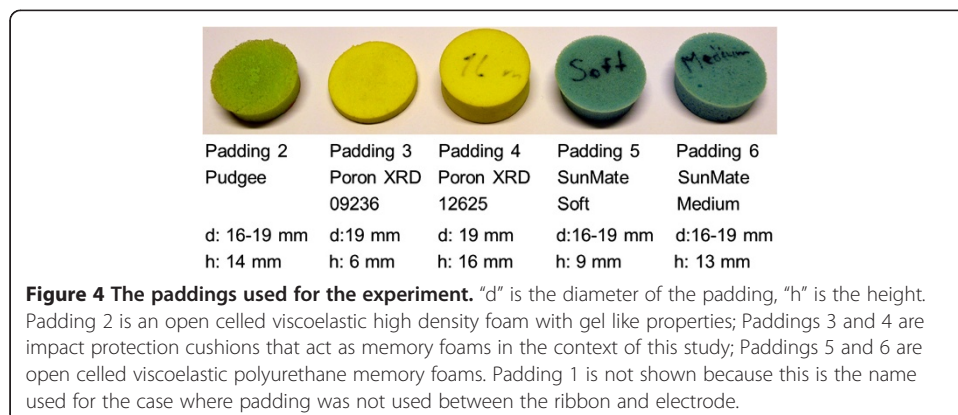 16 m
Soft
Medium
Padding 2 Padding 3 Padding 4 Padding 5 Padding 6
Pudgee Poron XRD Poron XRD SunMate SunMate
09236 12625 Soft Medium
d: 16-19 mm d:19 mm d: 19 mm d:16-19 mm d:16-19 mm
h: 14 mm h: 6 mm h: 16 mm h: 9 mm h: 13 mm
Figure 4 The paddings used for the experiment. “d” is the diameter of the padding, “h” is the height.
Padding 2 is an open celled viscoelastic high density foam with gel like properties; Paddings 3 and 4 are
impact protection cushions that act as memory foams in the context of this study; Paddings 5 and 6 are
open celled viscoelastic polyurethane memory foams. Padding 1 is not shown because this is the name
used for the case where padding was not used between the ribbon and electrode.